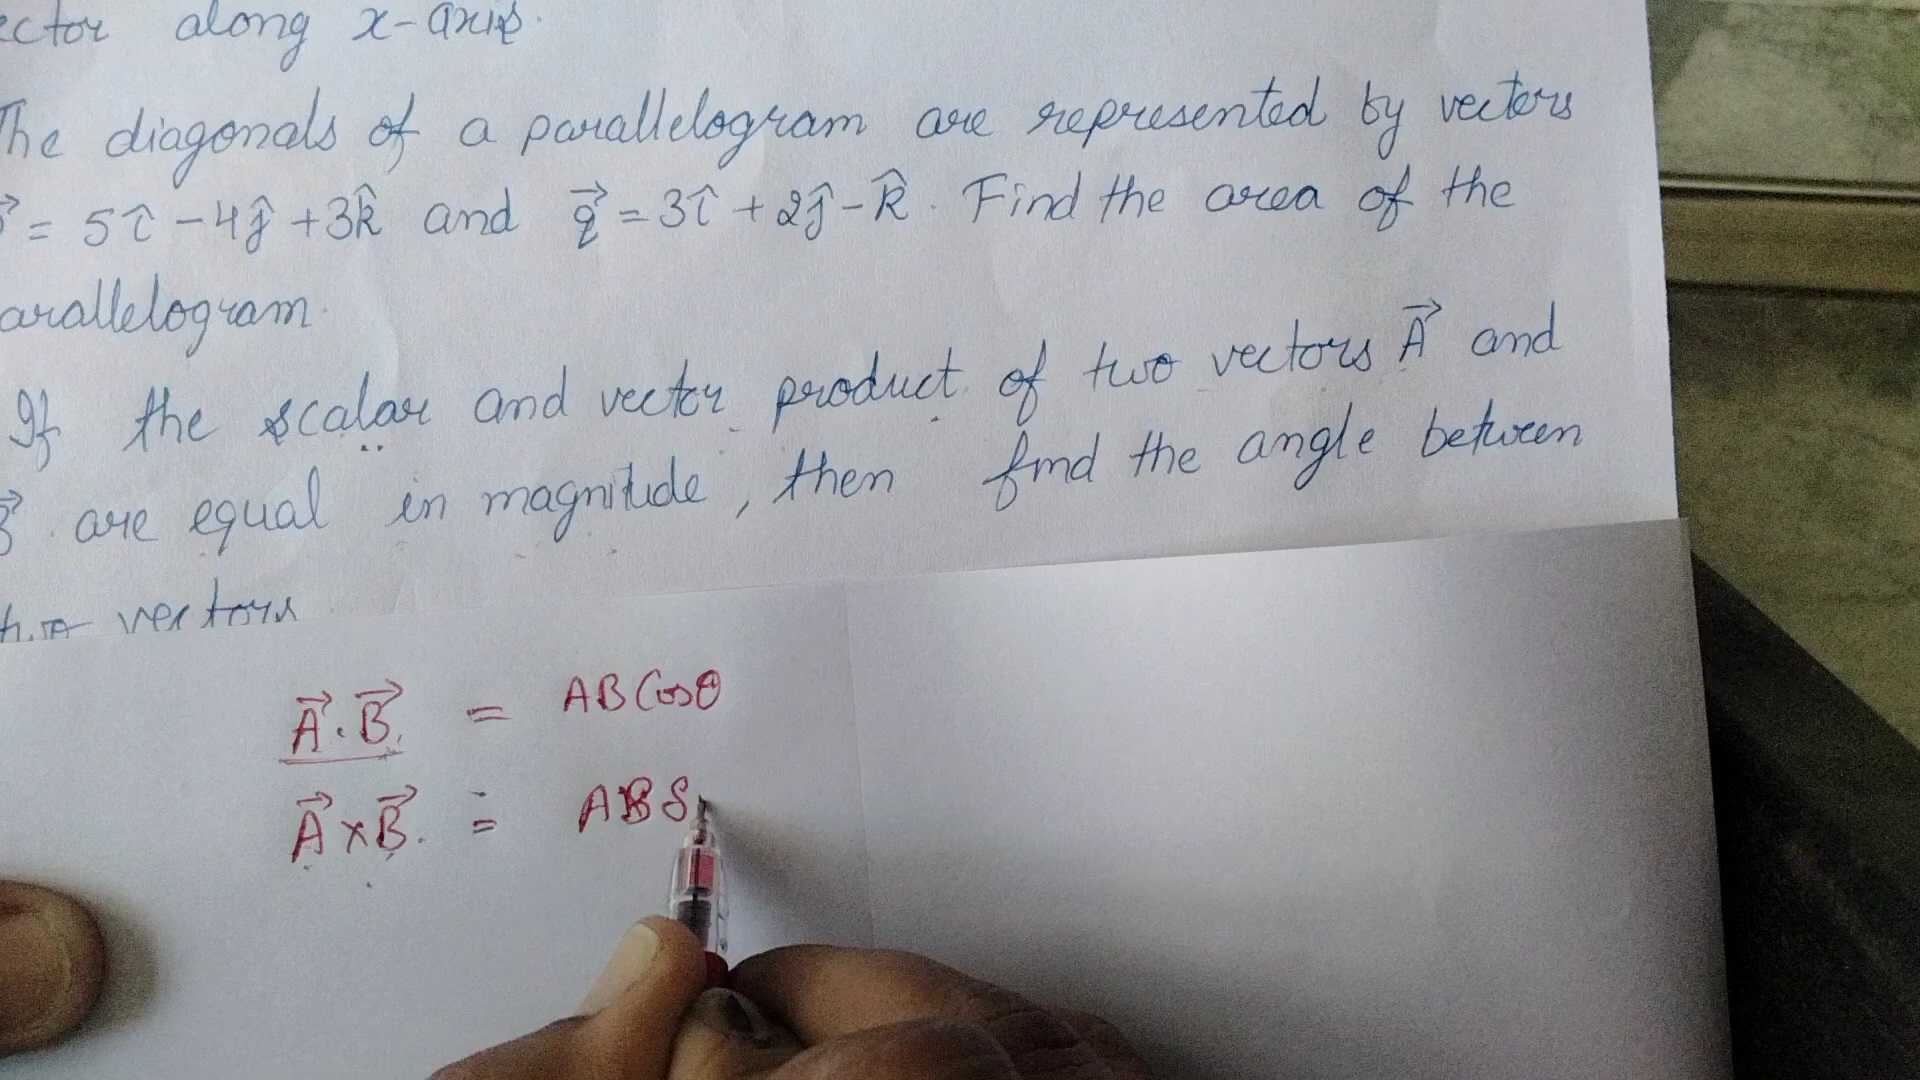 along x-axis.
The diagonals of a parallelogram are represented by vectors
= 5î - 4ĵ + 3k̂ and q⃗ = 3î + 2ĵ - k̂. Find the area of the
arallelogram.
If the scalar and vector product of two vectors A⃗ and
are equal in magnitude, then find the angle between
vectors
A⃗ . B⃗ = AB Cosθ
A⃗ × B⃗ = AB S